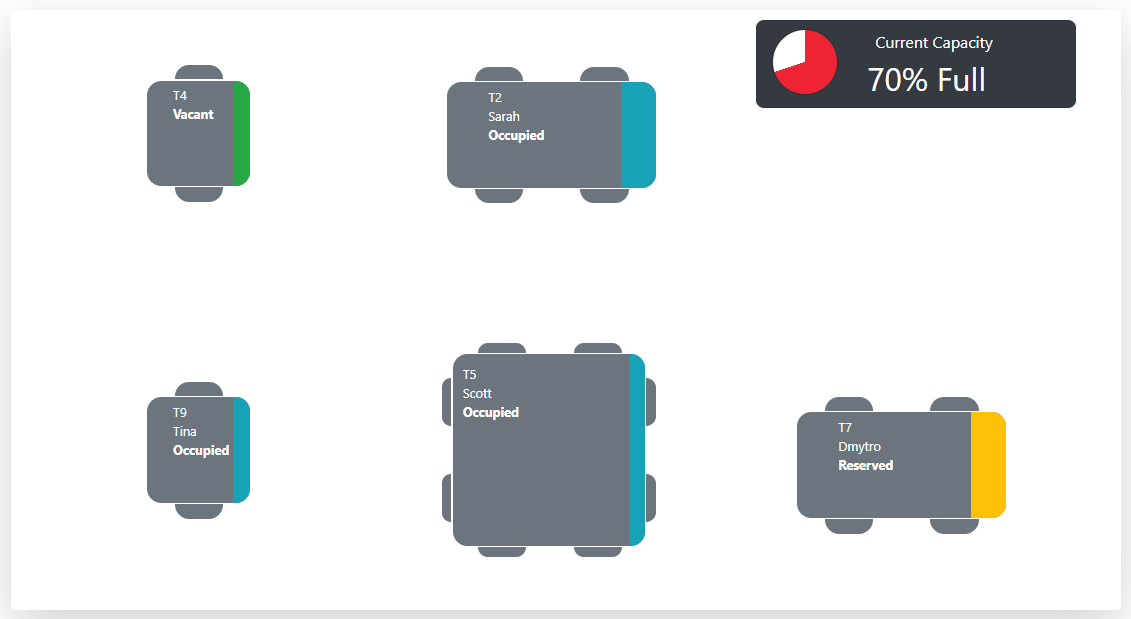 Current Capacity
70% Full
T4
Vacant
T2
Sarah
Occupied
T9
Tina
Occupied
T5
Scott
Occupied
T7
Dmytro
Reserved